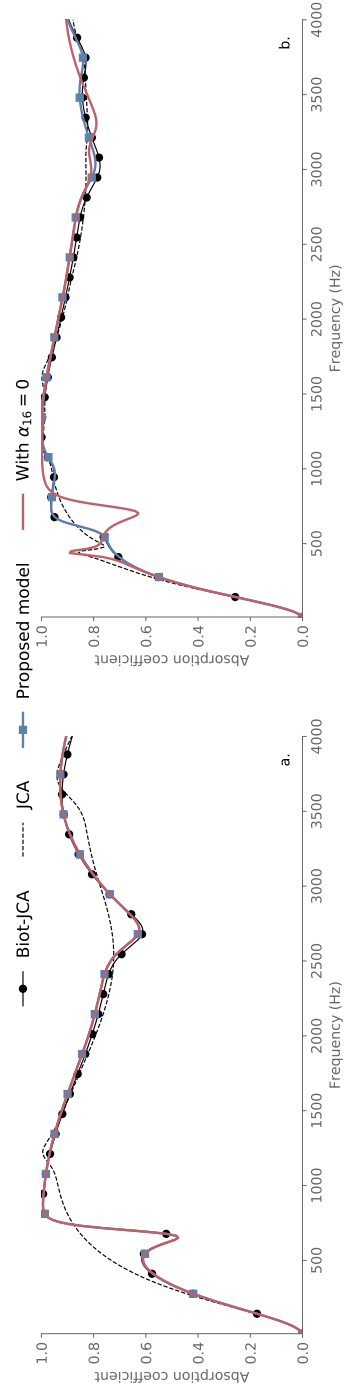 Biot-JCA
JCA
Proposed model
With α₁₆ = 0
Absorption coefficient
1.0
0.8
0.6
0.4
0.2
0.0
500
1000
1500
2000
2500
3000
3500
4000
Frequency (Hz)
a.
Absorption coefficient
1.0
0.8
0.6
0.4
0.2
0.0
500
1000
1500
2000
2500
3000
3500
4000
Frequency (Hz)
b.